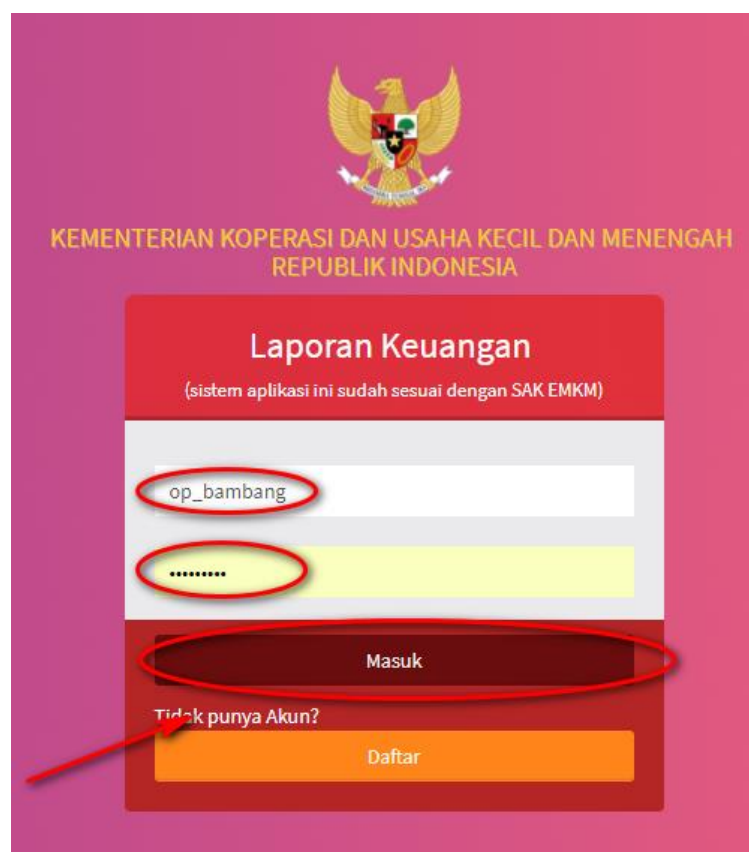 KEMENTERIAN KOPERASI DAN USAHA KECIL DAN MENENGAH
REPUBLIK INDONESIA
Laporan Keuangan
(sistem aplikasi ini sudah sesuai dengan SAK EMKM)
op_bambang
•••••••••
Masuk
Tidak punya Akun?
Daftar